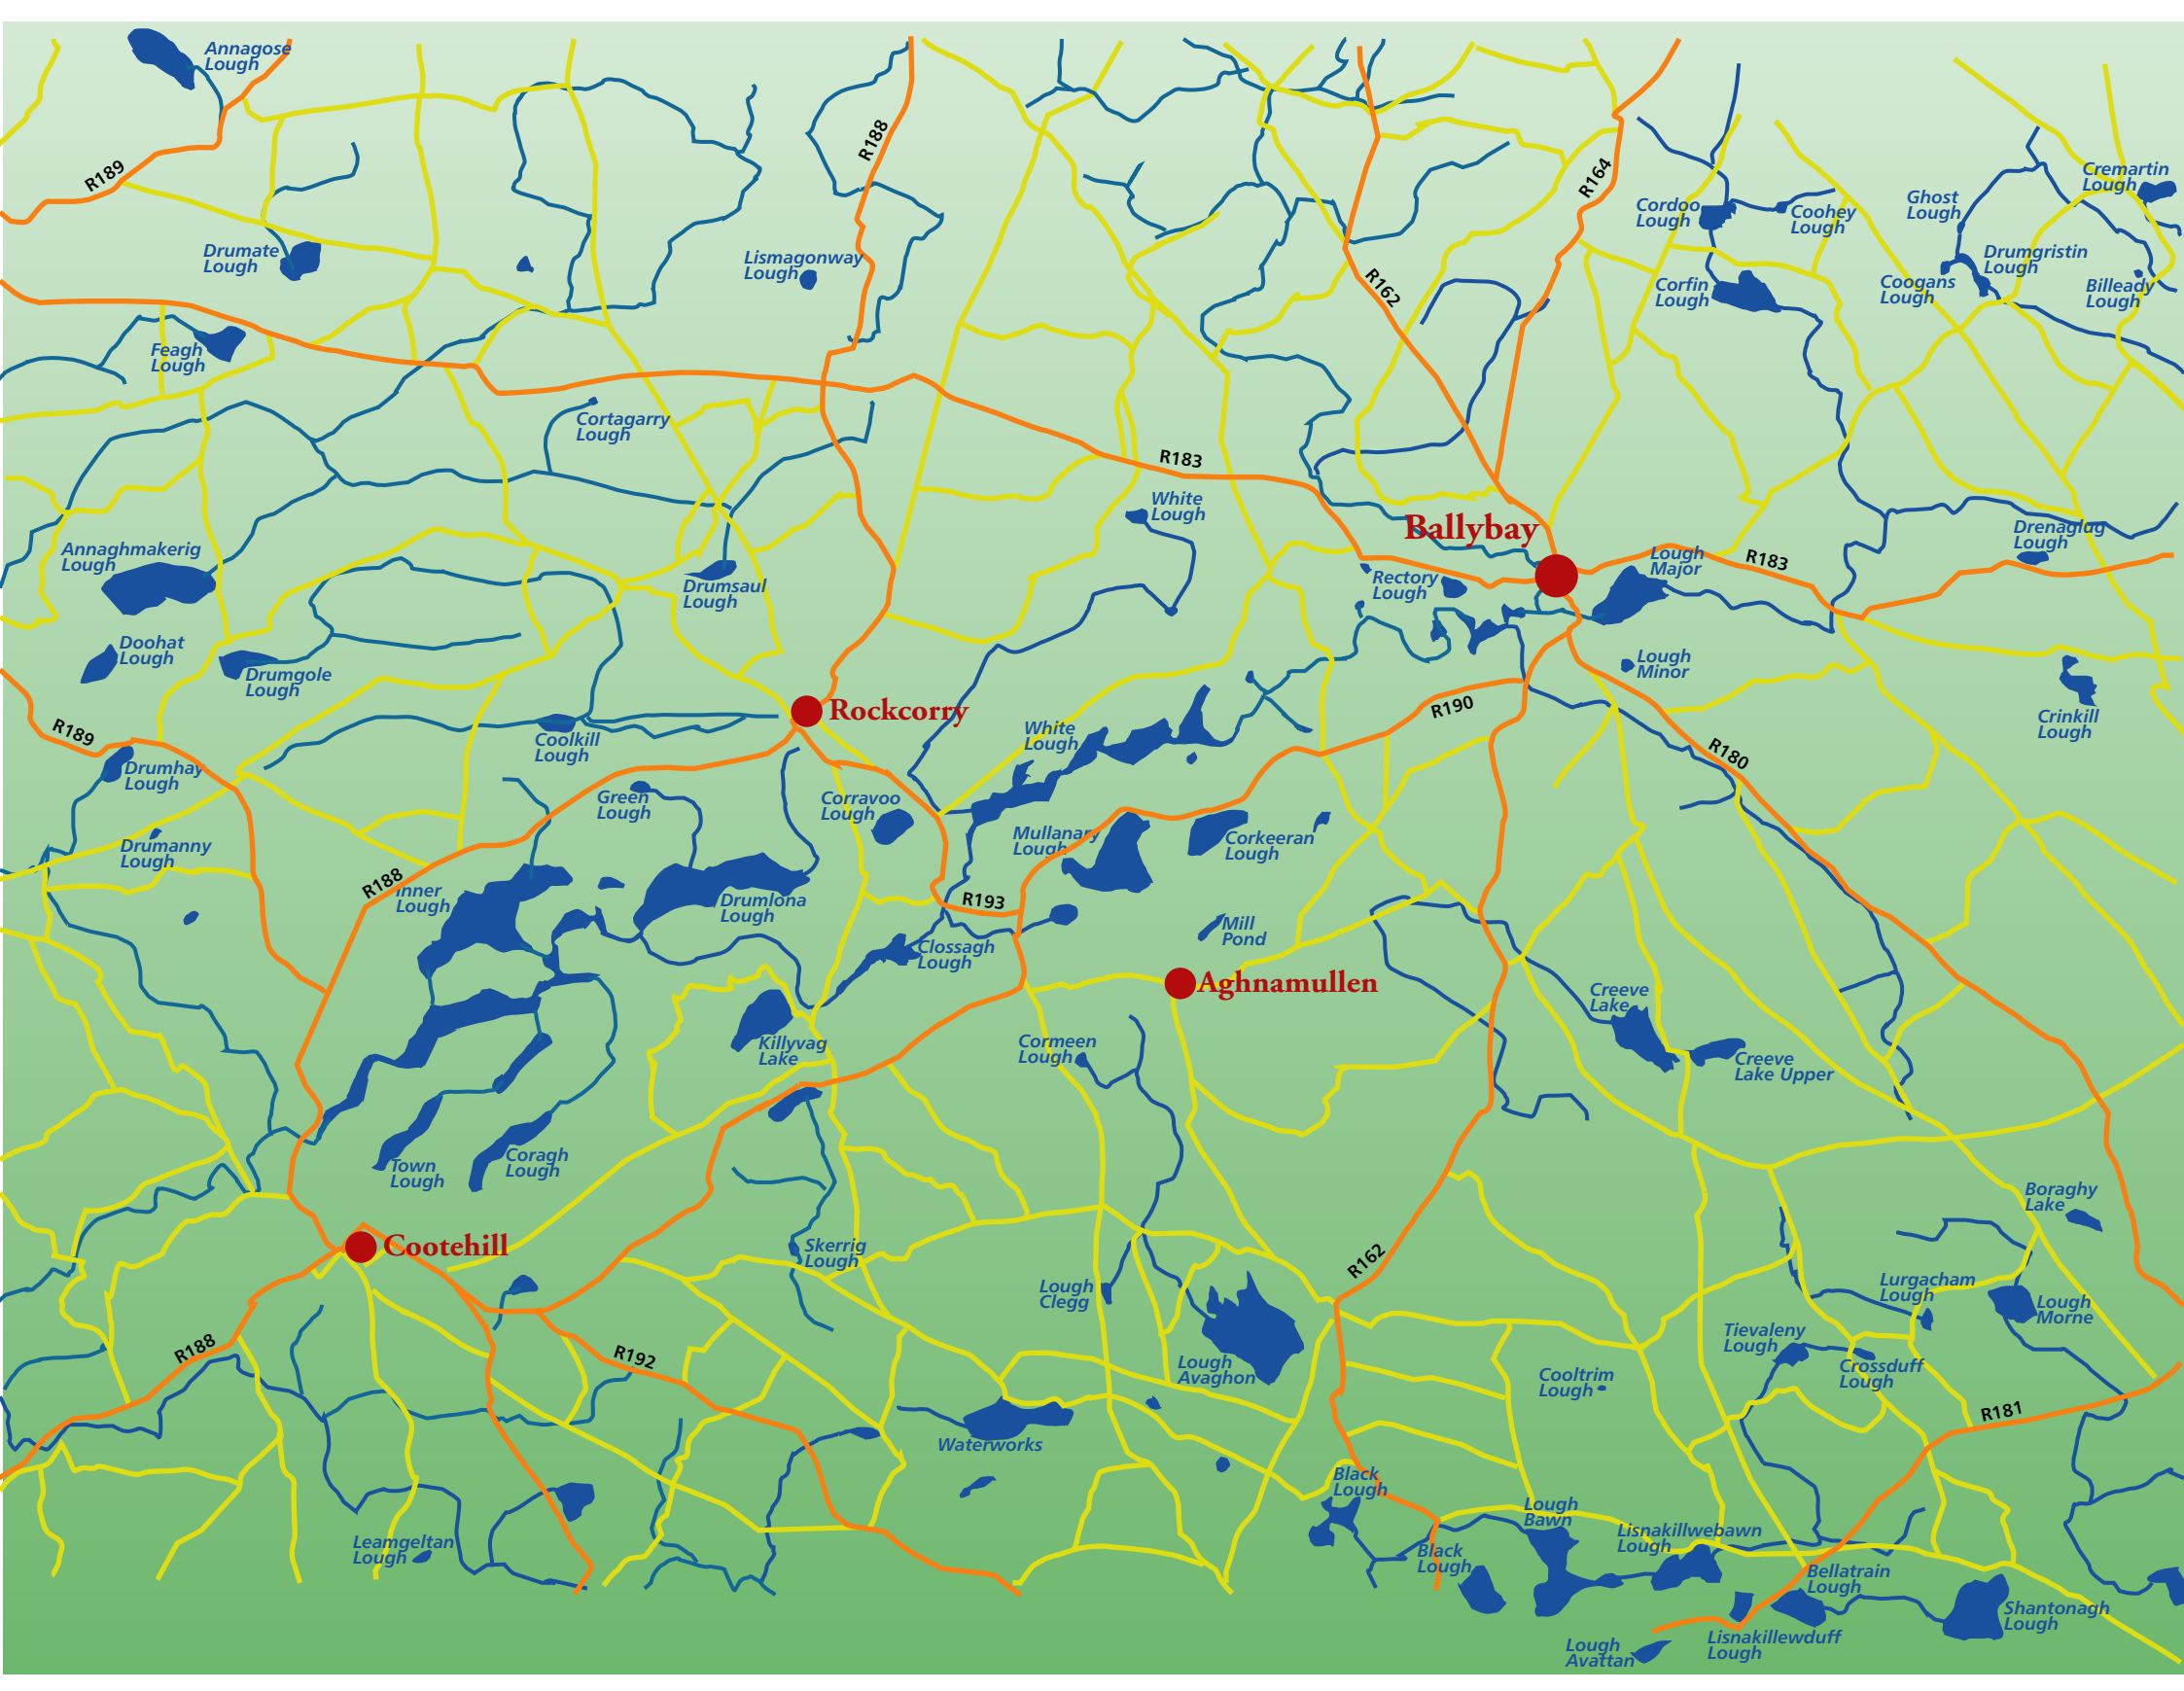 Annagose
Lough
R189
R188
R164
Cremartin
Lough
Ghost
Lough
Cordoo
Lough
Coohey
Lough
Drumate
Lough
Lismagonway
Lough
R162
Corfin
Lough
Drumgristin
Lough
Coogans
Lough
Billeady
Lough
Feagh
Lough
Cortagarry
Lough
R183
White
Lough
Ballybay
Drenaglug
Lough
Annaghmakerig
Lough
Drumsaul
Lough
Rectory
Lough
Lough
Major
R183
Doohat
Lough
Drumgole
Lough
Lough
Minor
Crinkill
Lough
R189
Rockcorry
R190
Coolkill
Lough
White
Lough
R180
Drumhay
Lough
Green
Lough
Corravoo
Lough
Mullanary
Lough
Corkeeran
Lough
Drumanny
Lough
R188
Inner
Lough
Drumlona
Lough
R193
Mill
Pond
Clossagh
Lough
Aghnamullen
Creeve
Lake
Killyvag
Lake
Cormeen
Lough
Creeve
Lake Upper
Town
Lough
Coragh
Lough
Boraghy
Lake
Cootehill
Skerrig
Lough
R162
Lough
Clegg
Lurgacham
Lough
Lough
Morne
R188
R192
Lough
Avaghon
Tievaleny
Lough
Crossduff
Lough
Cooltrim
Lough
R181
Waterworks
Black
Lough
Lough
Bawn
Lisnakillwebawn
Lough
Leamgeltan
Lough
Black
Lough
Bellatrain
Lough
Shantonagh
Lough
Lisnakillewduff
Lough
Lough
Avattan